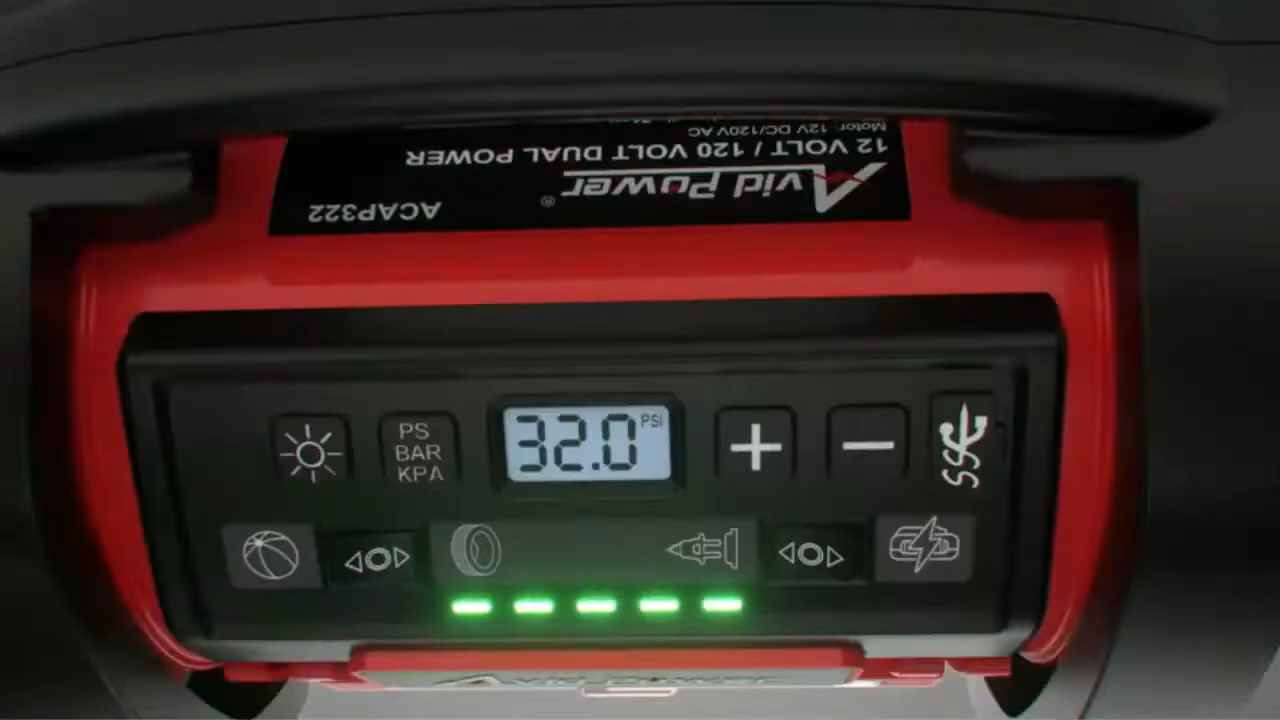 Motor: 12V DC/120V AC
12 VOLT / 120 VOLT DUAL POWER
Avid Power®
ACAP322
PS
BAR
KPA
32.0 PSI
+
−
SS